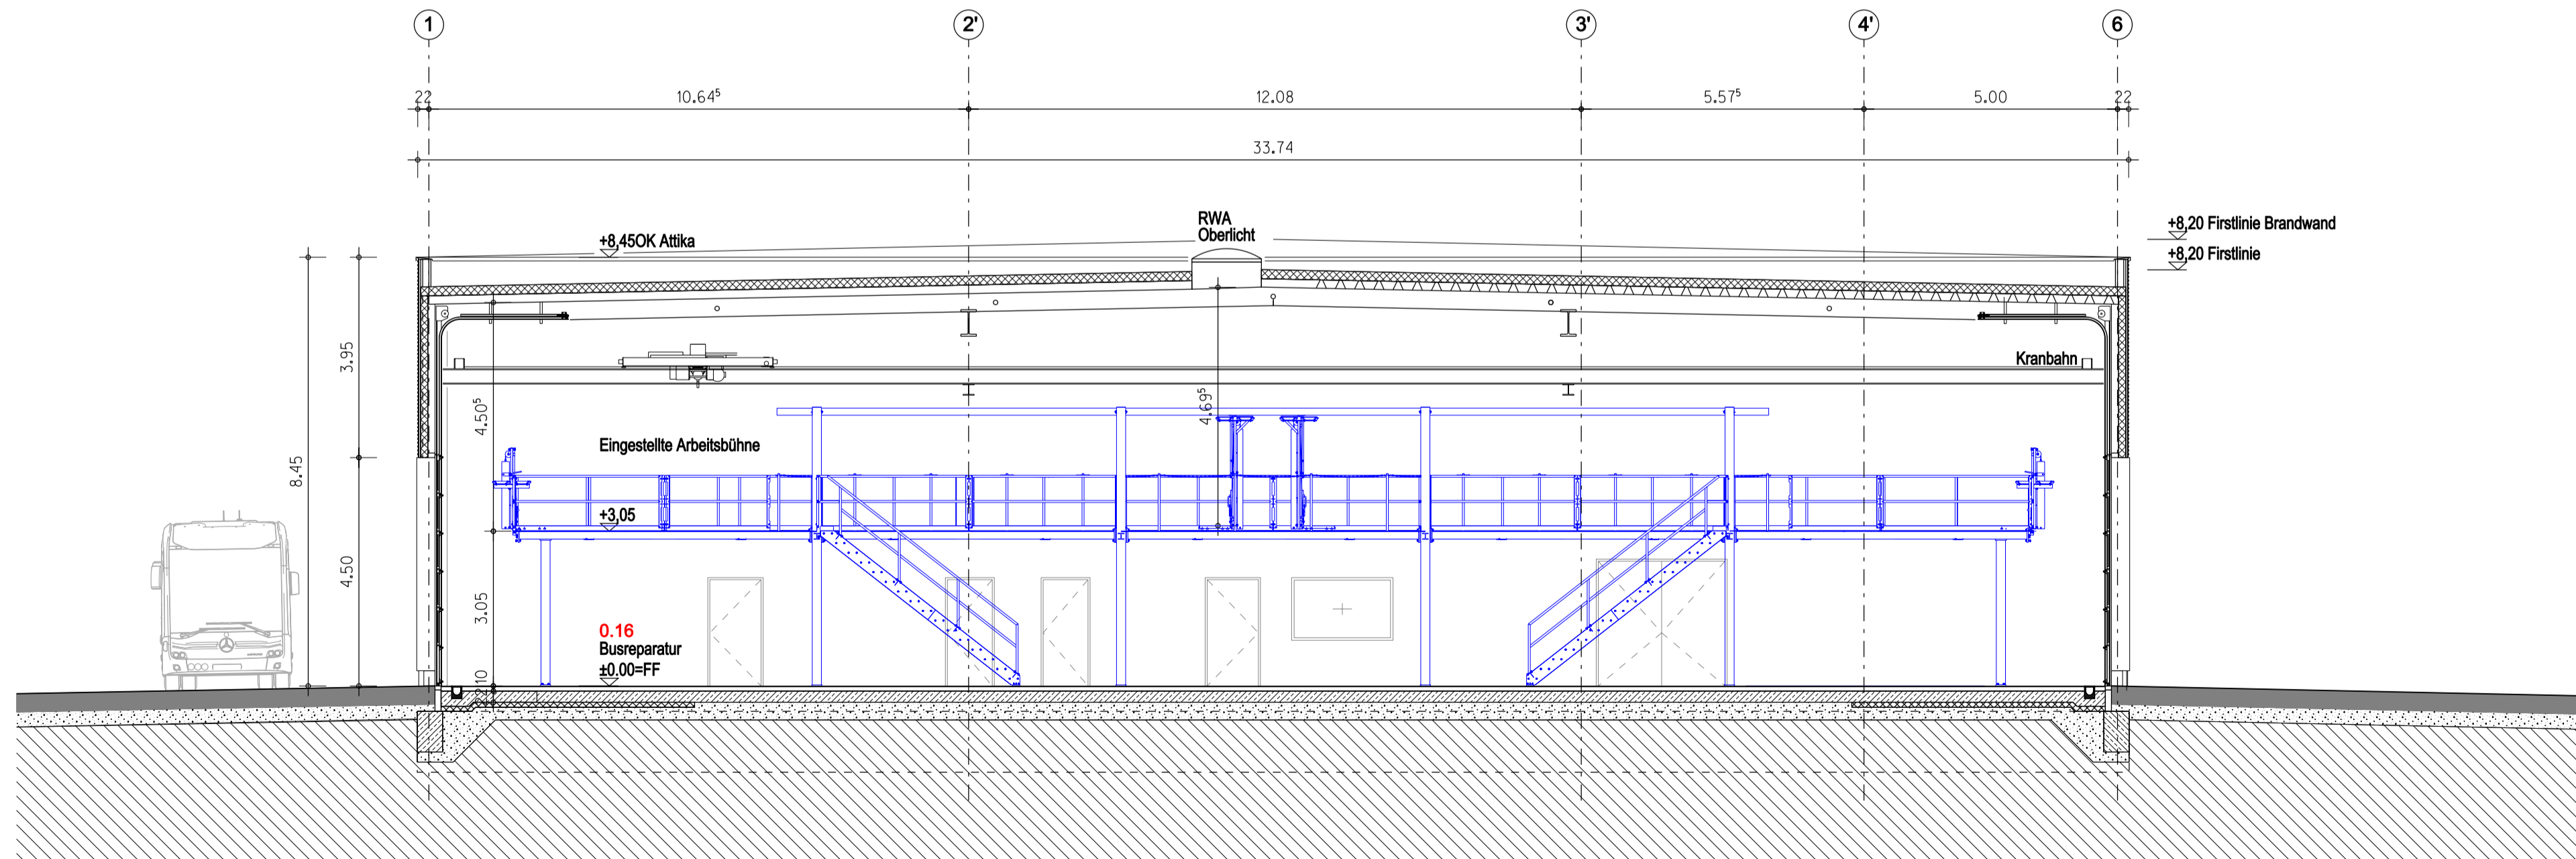 1 2' 3' 4' 6
22 10.64⁵ 12.08 5.57⁵ 5.00 22
33.74
RWA
Oberlicht
+8,20 Firstlinie Brandwand
+8,45OK Attika
+8,20 Firstlinie
3.95
Kranbahn
4.50⁵
4.69⁵
Eingestellte Arbeitsbühne
8.45
+3,05
4.50
3.05
0.16
Busreparatur
±0.00=FF